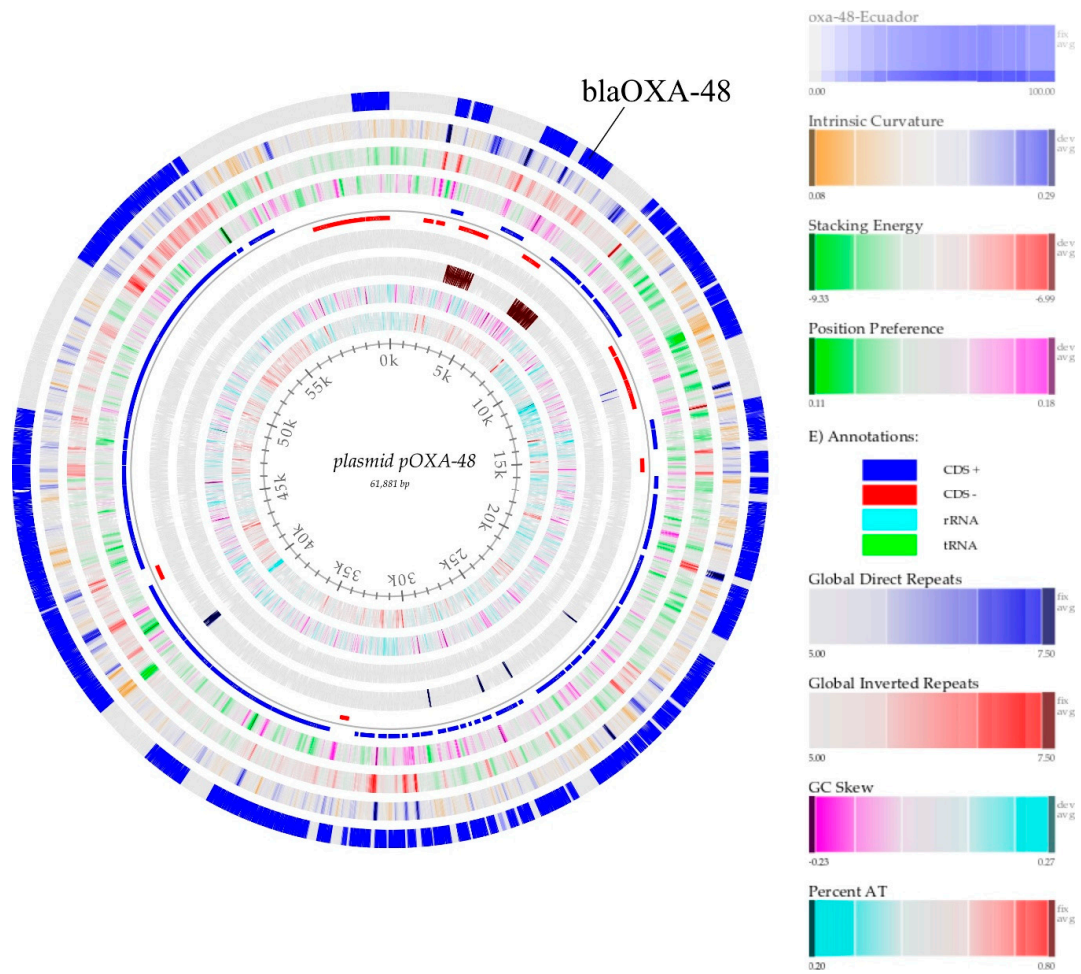 blaOXA-48
0k
5k
10k
15k
20k
25k
30k
35k
40k
45k
50k
55k
plasmid pOXA-48
61,881 bp
oxa-48-Ecuador
fix
avg
0.00 100.00
Intrinsic Curvature
dev
avg
0.08 0.29
Stacking Energy
dev
avg
-9.33 -6.99
Position Preference
dev
avg
0.11 0.18
E) Annotations:
CDS +
CDS -
rRNA
tRNA
Global Direct Repeats
fix
avg
5.00 7.50
Global Inverted Repeats
fix
avg
5.00 7.50
GC Skew
dev
avg
-0.23 0.27
Percent AT
fix
avg
0.20 0.80